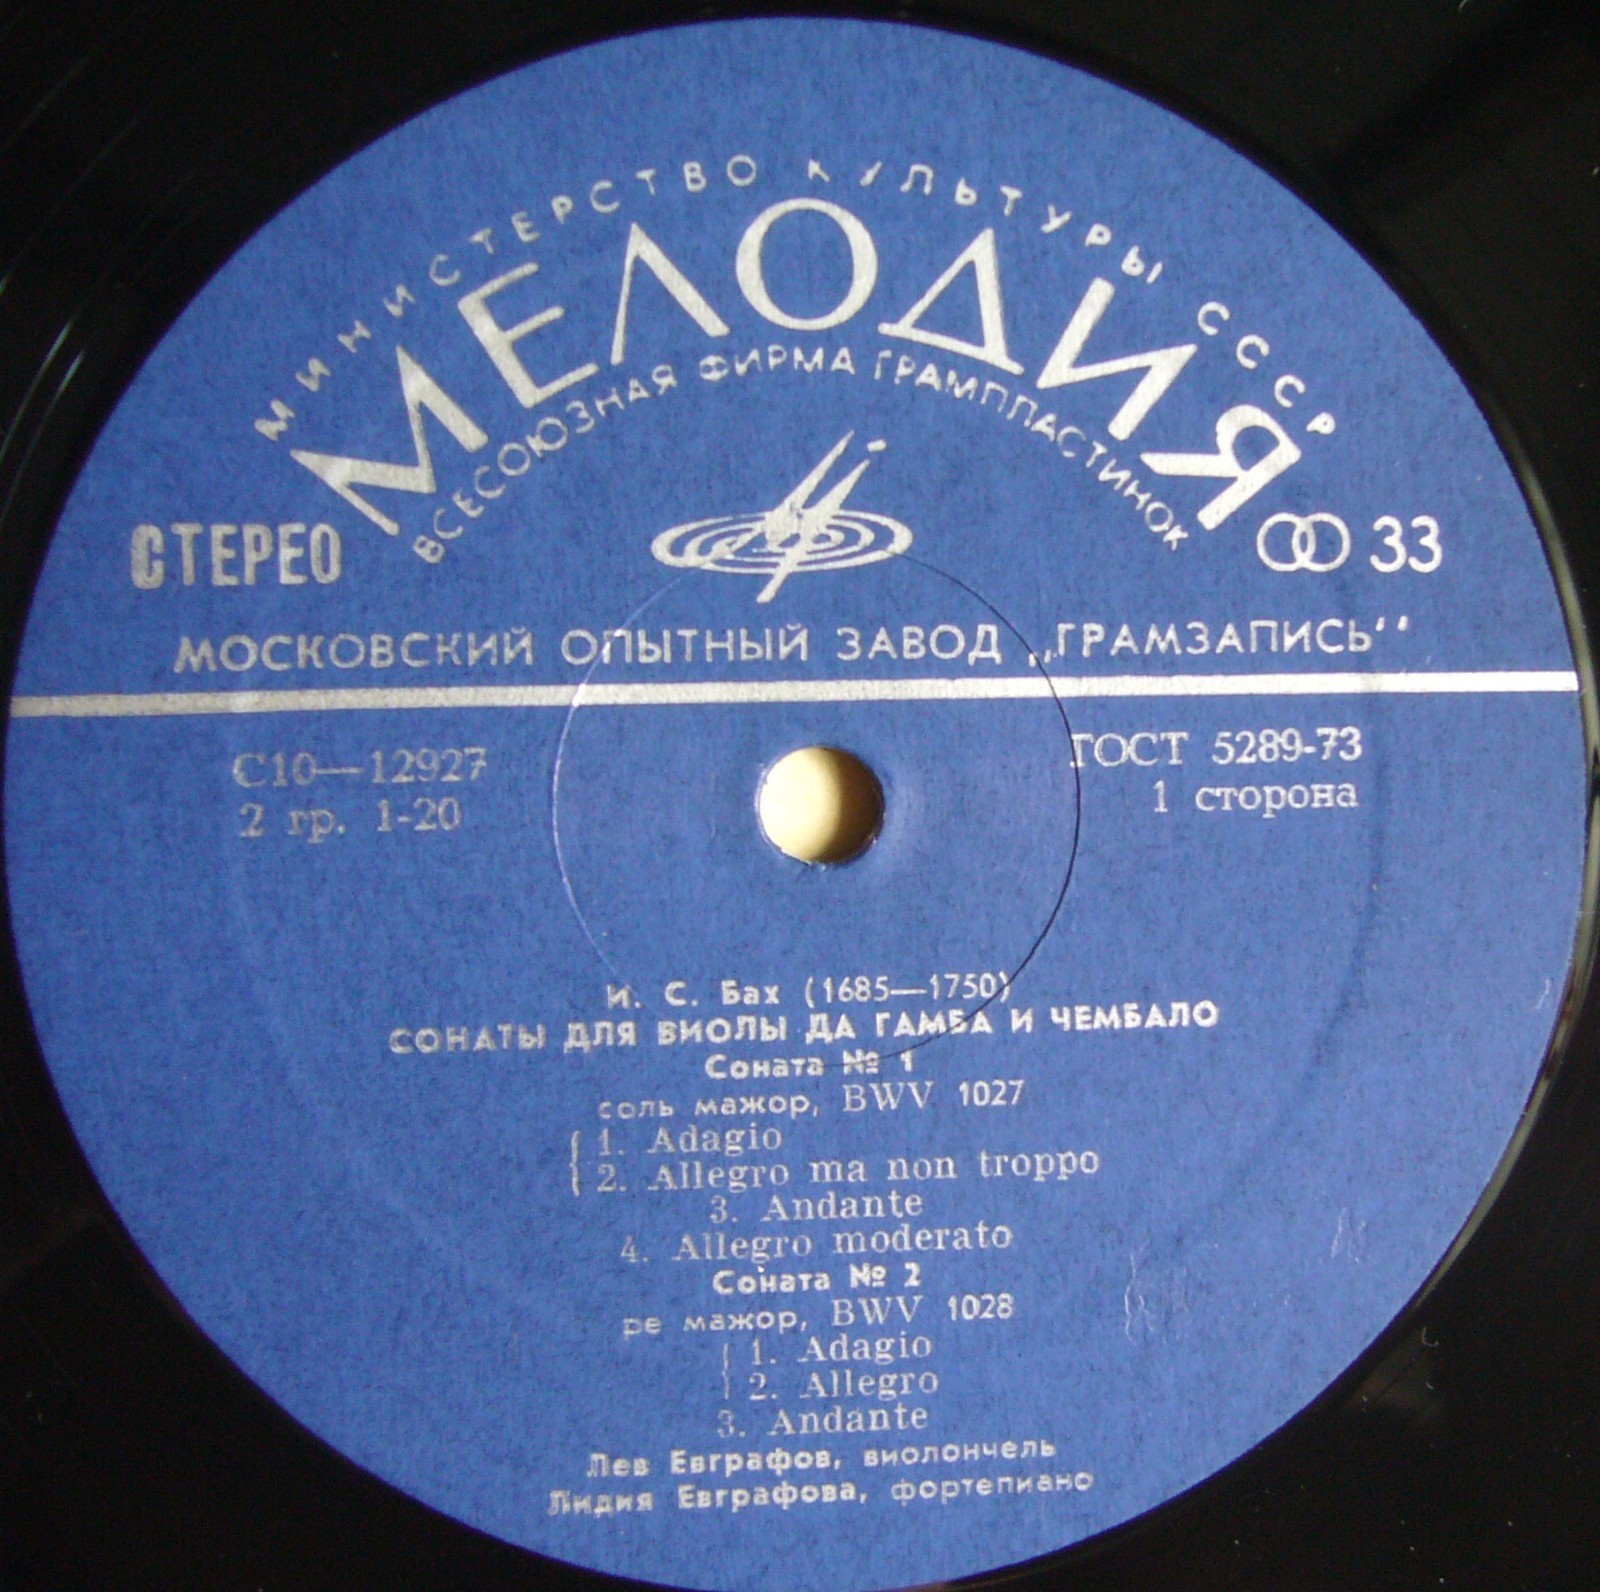 МИНИСТЕРСТВО КУЛЬТУРЫ СССР
МЕЛОДИЯ
ВСЕСОЮЗНАЯ ФИРМА ГРАМПЛАСТИНОК
СТЕРЕО
33
МОСКОВСКИЙ ОПЫТНЫЙ ЗАВОД „ГРАМЗАПИСЬ“
С10—12927
ГОСТ 5289-73
2 гр. 1-20
1 сторона
И. С. Бах (1685—1750)
СОНАТЫ ДЛЯ ВИОЛЫ ДА ГАМБА И ЧЕМБАЛО
Соната № 1
соль мажор, BWV 1027
1. Adagio
2. Allegro ma non troppo
3. Andante
4. Allegro moderato
Соната № 2
ре мажор, BWV 1028
1. Adagio
2. Allegro
3. Andante
Лев Евграфов, виолончель
Лидия Евграфова, фортепиано